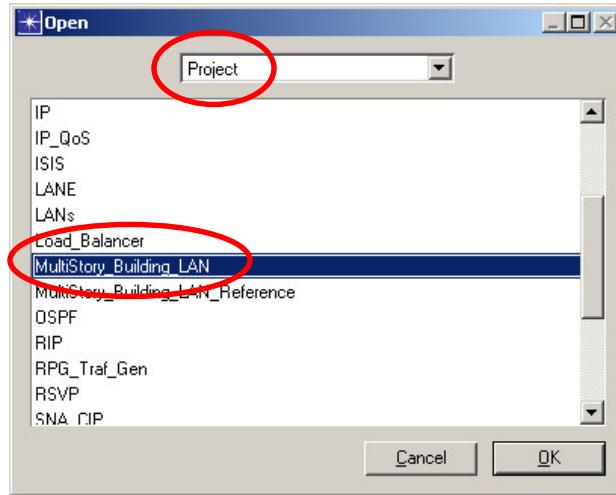 Open
Project
IP
IP_QoS
ISIS
LANE
LANs
Load_Balancer
MultiStory_Building_LAN
MultiStory_Building_LAN_Reference
OSPF
RIP
RPG_Traf_Gen
RSVP
SNA_CIP
Cancel
OK